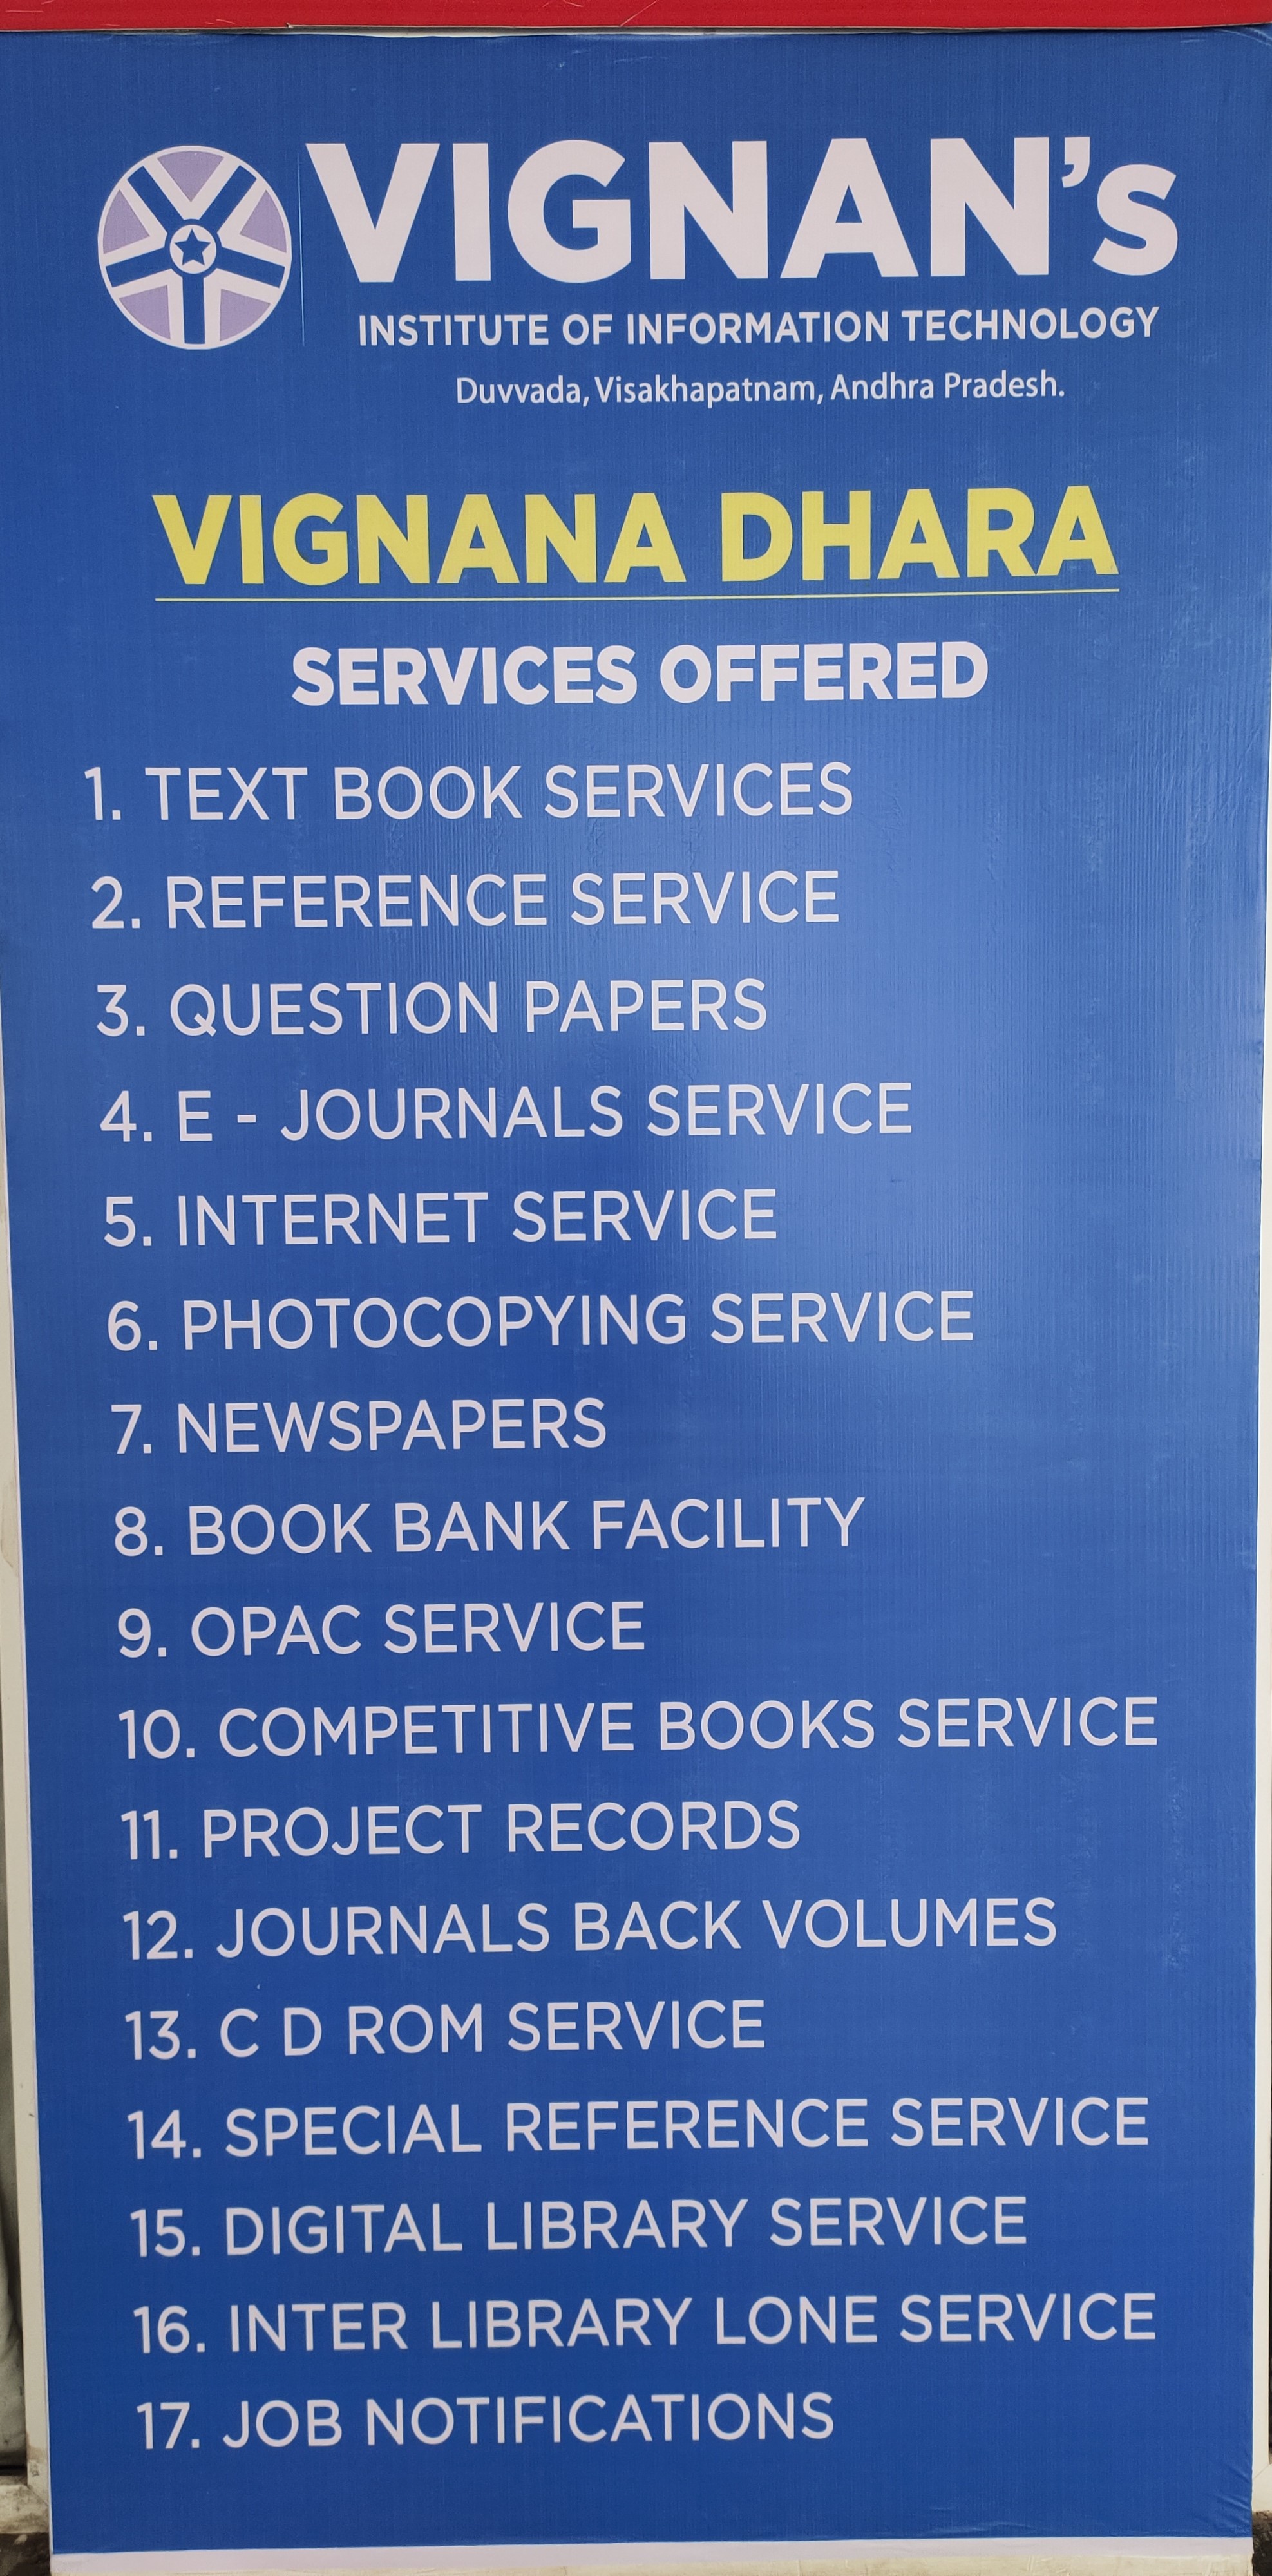 VIGNAN's
INSTITUTE OF INFORMATION TECHNOLOGY
Duvvada, Visakhapatnam, Andhra Pradesh.
VIGNANA DHARA
SERVICES OFFERED
1. TEXT BOOK SERVICES
2. REFERENCE SERVICE
3. QUESTION PAPERS
4. E - JOURNALS SERVICE
5. INTERNET SERVICE
6. PHOTOCOPYING SERVICE
7. NEWSPAPERS
8. BOOK BANK FACILITY
9. OPAC SERVICE
10. COMPETITIVE BOOKS SERVICE
11. PROJECT RECORDS
12. JOURNALS BACK VOLUMES
13. C D ROM SERVICE
14. SPECIAL REFERENCE SERVICE
15. DIGITAL LIBRARY SERVICE
16. INTER LIBRARY LONE SERVICE
17. JOB NOTIFICATIONS